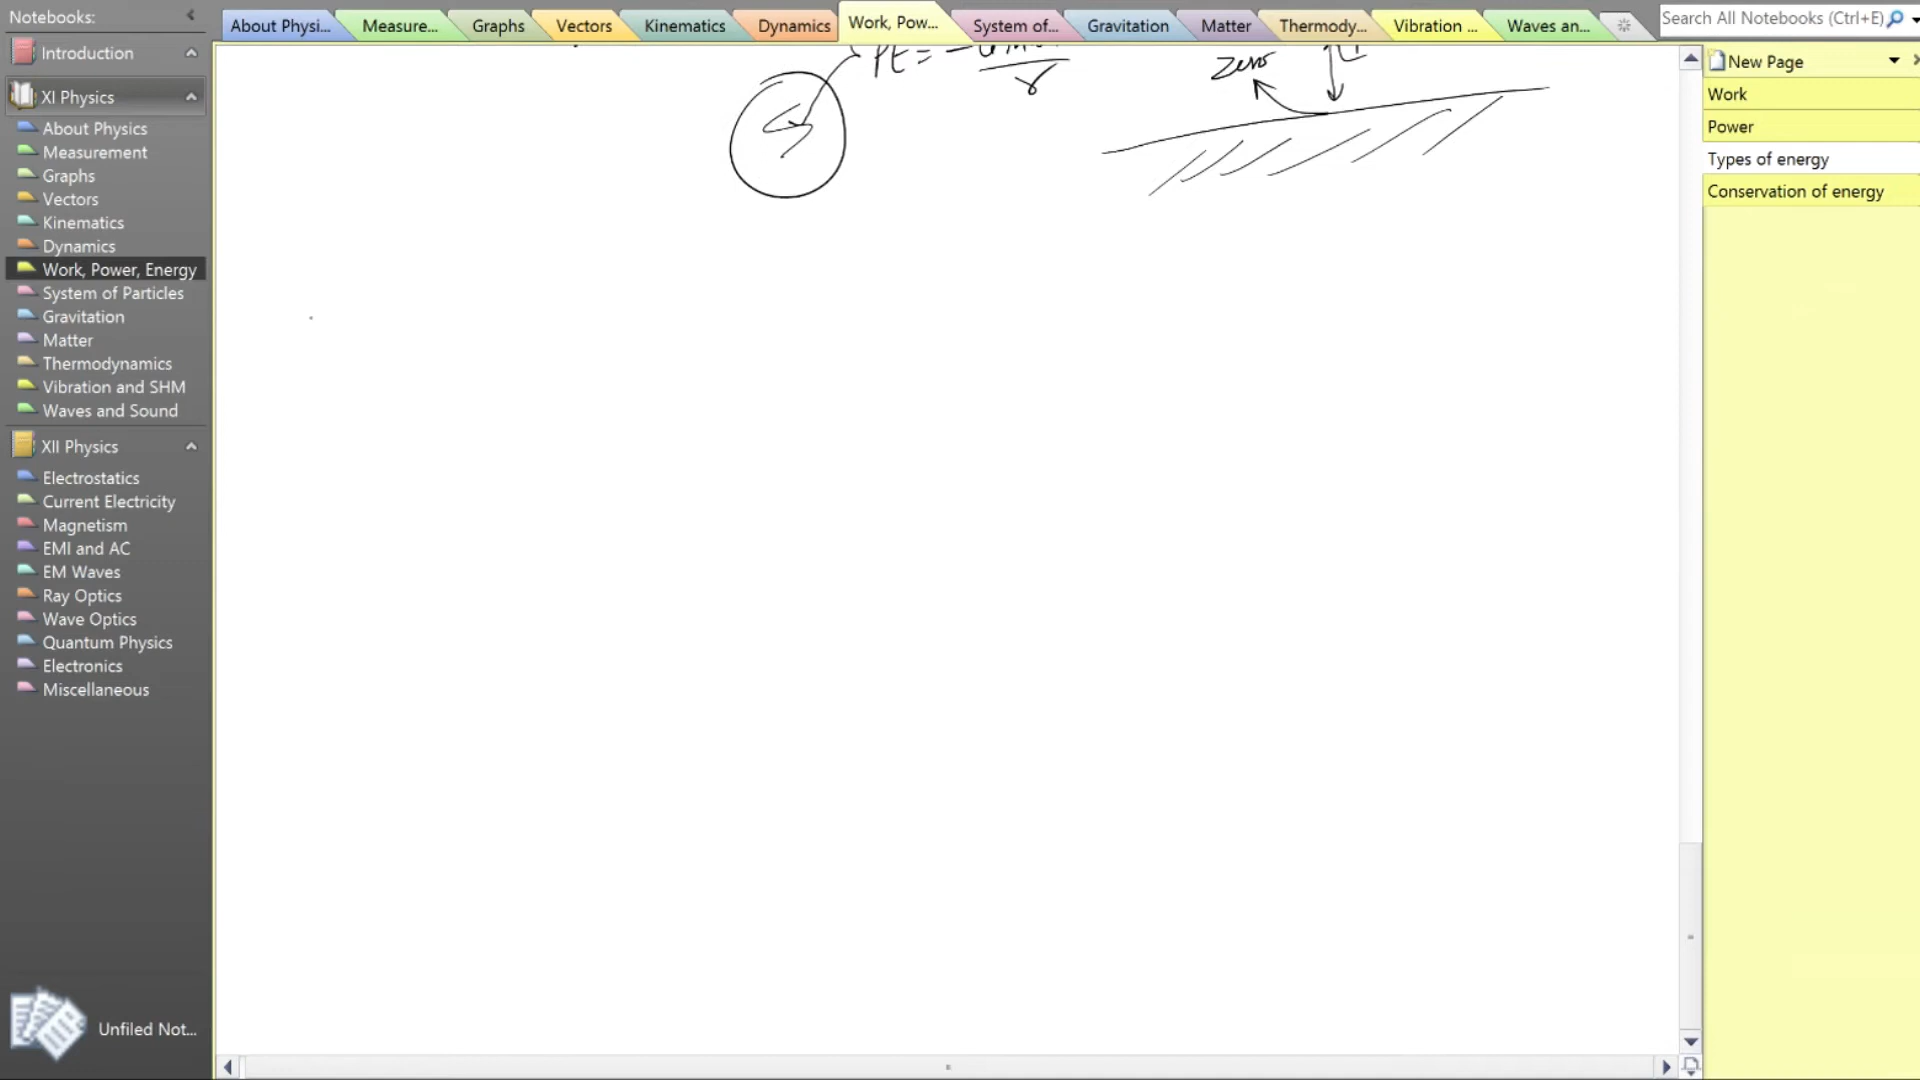 Notebooks:
Introduction
XI Physics
About Physics
Measurement
Graphs
Vectors
Kinematics
Dynamics
Work, Power, Energy
System of Particles
Gravitation
Matter
Thermodynamics
Vibration and SHM
Waves and Sound
XII Physics
Electrostatics
Current Electricity
Magnetism
EMI and AC
EM Waves
Ray Optics
Wave Optics
Quantum Physics
Electronics
Miscellaneous
Unfiled Not...
About Physi...
Measure...
Graphs
Vectors
Kinematics
Dynamics
Work, Pow...
System of...
Gravitation
Matter
Thermody...
Vibration ...
Waves an...
Search All Notebooks (Ctrl+E)
PE = -
r
zero
S
New Page
Work
Power
Types of energy
Conservation of energy